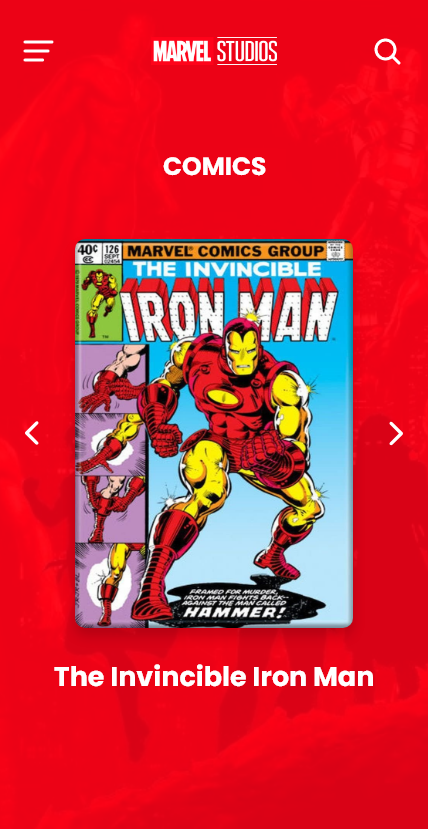 MARVEL STUDIOS
COMICS
40¢ 126 MARVEL COMICS GROUP
SEPT
02454
THE INVINCIBLE
IRON MAN
FRAMED FOR MURDER,
IRON MAN FIGHTS BACK--
AGAINST THE MAN CALLED
HAMMER!
The Invincible Iron Man